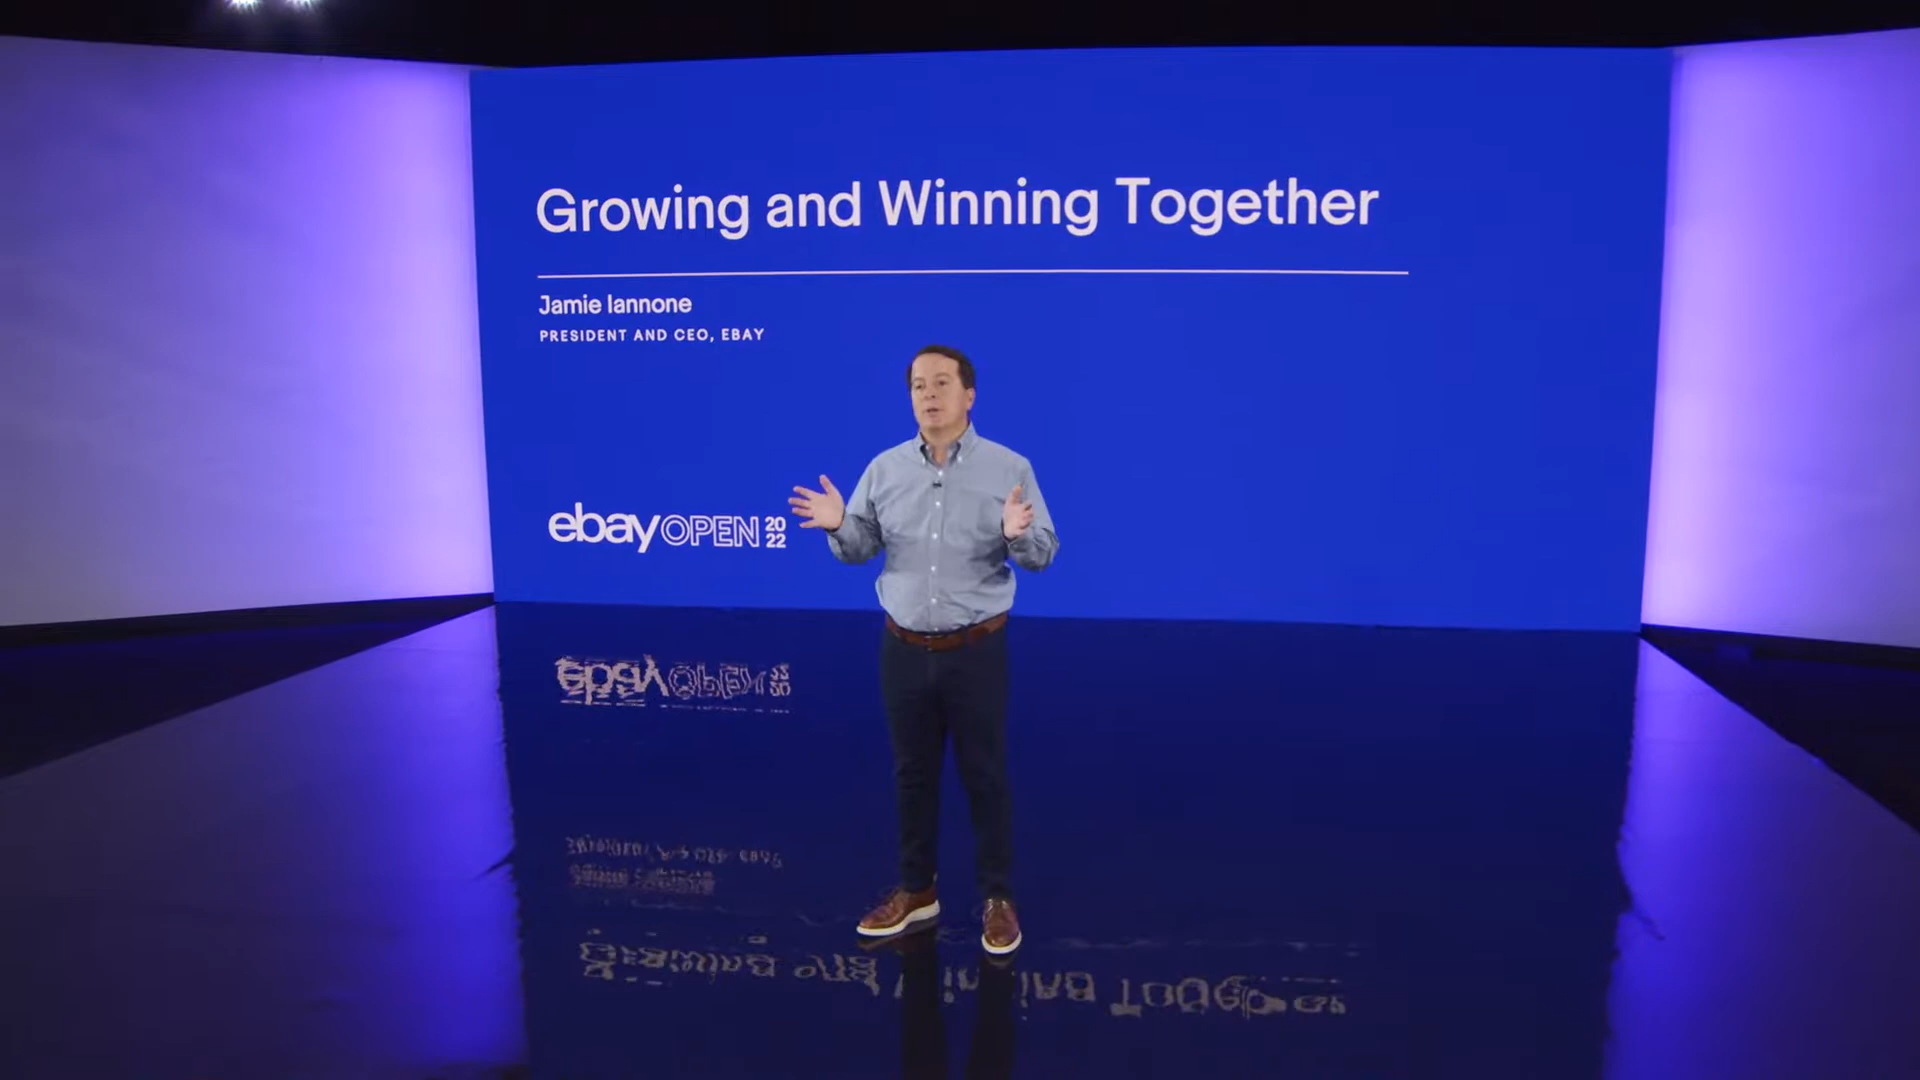 Growing and Winning Together
Jamie Iannone
PRESIDENT AND CEO, EBAY
ebay OPEN 20
22